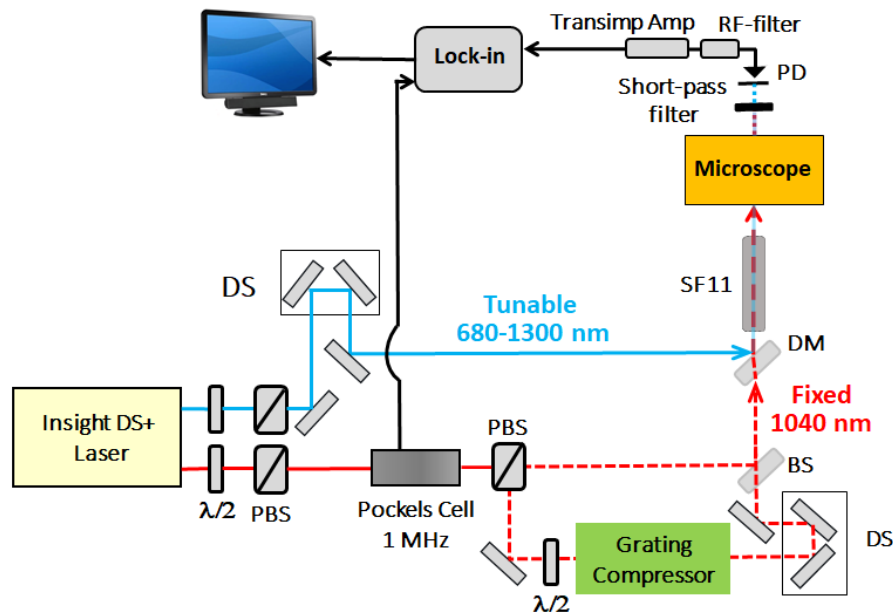 Transimp Amp
RF-filter
Lock-in
PD
Short-pass
filter
Microscope
DS
SF11
Tunable
680-1300 nm
DM
Fixed
1040 nm
Insight DS+
Laser
PBS
BS
λ/2
PBS
Pockels Cell
1 MHz
Grating
Compressor
DS
λ/2